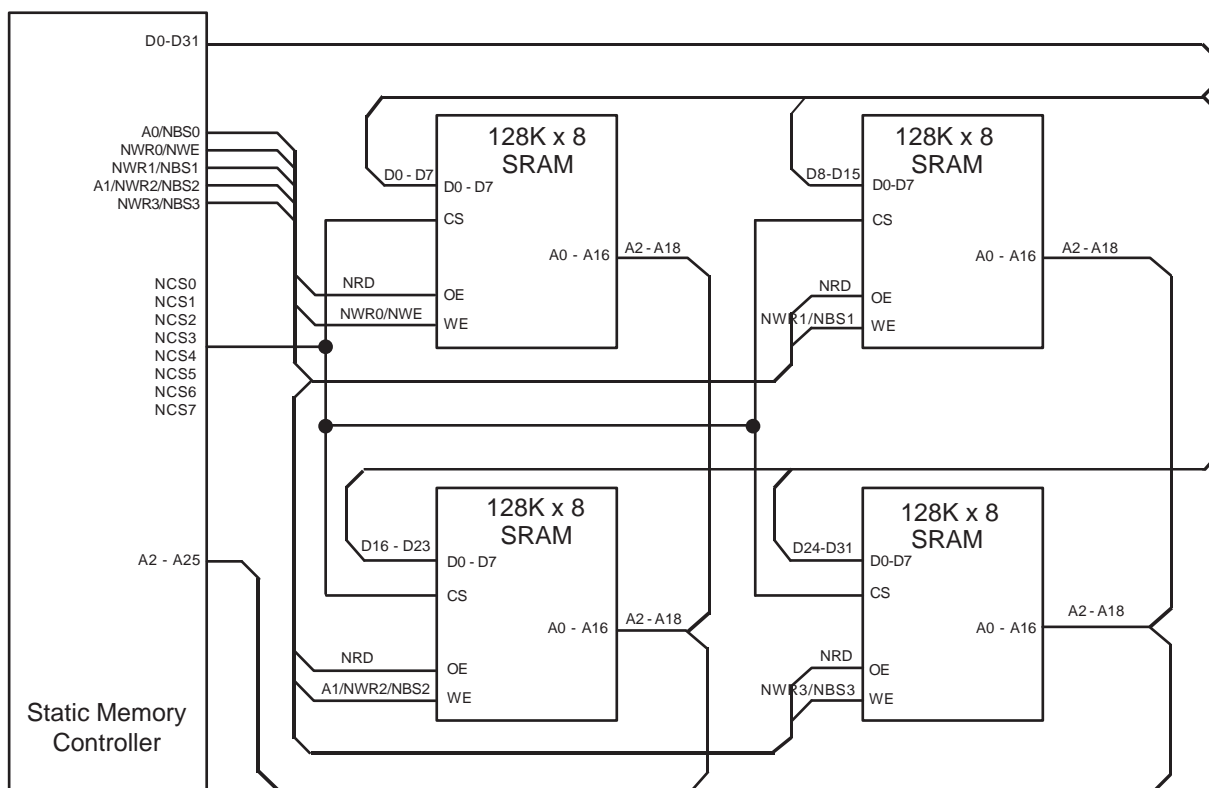 D0-D31
A0/NBS0
NWR0/NWE
NWR1/NBS1
A1/NWR2/NBS2
NWR3/NBS3
NCS0
NCS1
NCS2
NCS3
NCS4
NCS5
NCS6
NCS7
A2 - A25
Static Memory
Controller
128K x 8
SRAM
D0 - D7
D0 - D7
CS
A0 - A16
A2 - A18
NRD
OE
NWR0/NWE
WE
128K x 8
SRAM
D8-D15
D0-D7
CS
A0 - A16
A2 - A18
NRD
OE
NWR1/NBS1
WE
128K x 8
SRAM
D16 - D23
D0 - D7
CS
A0 - A16
A2 - A18
NRD
OE
A1/NWR2/NBS2
WE
128K x 8
SRAM
D24-D31
D0-D7
CS
A0 - A16
A2 - A18
NRD
OE
NWR3/NBS3
WE